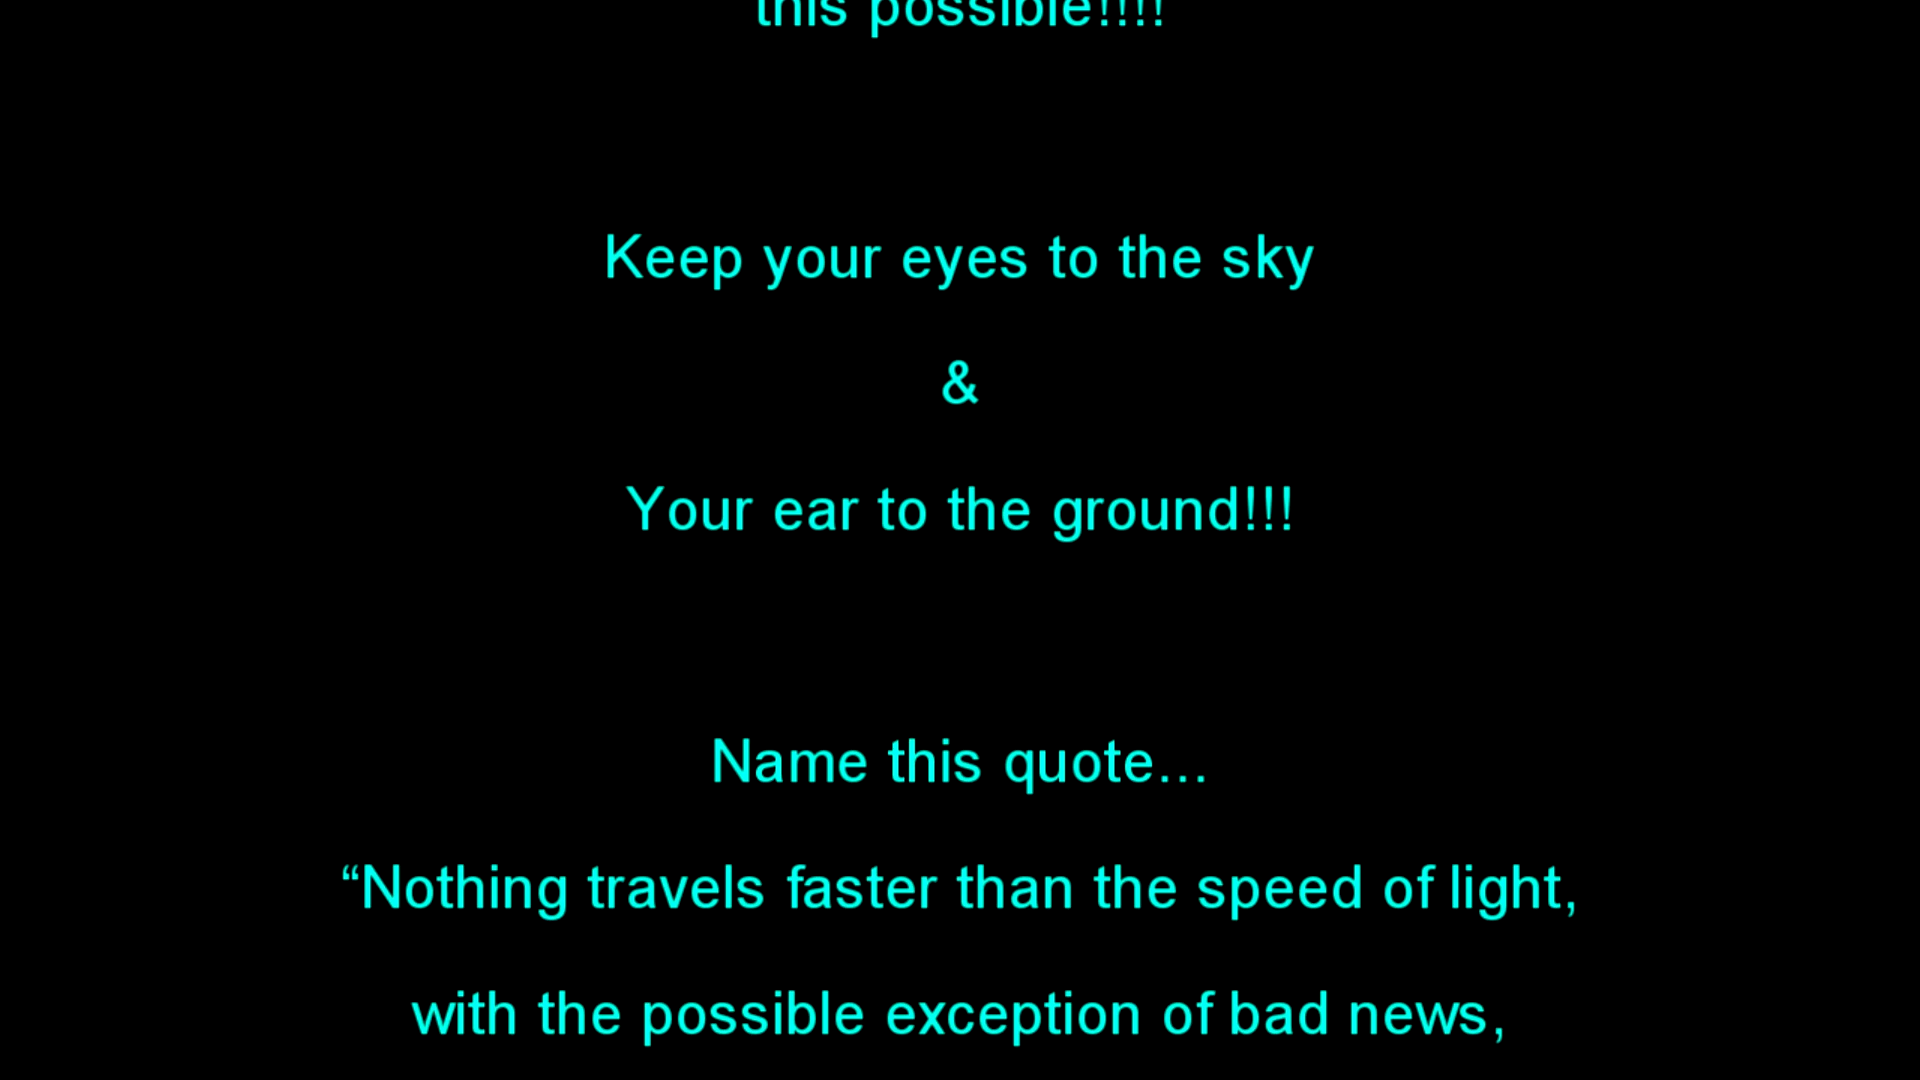 this possible!!!!
Keep your eyes to the sky
&
Your ear to the ground!!!
Name this quote...
“Nothing travels faster than the speed of light,
with the possible exception of bad news,